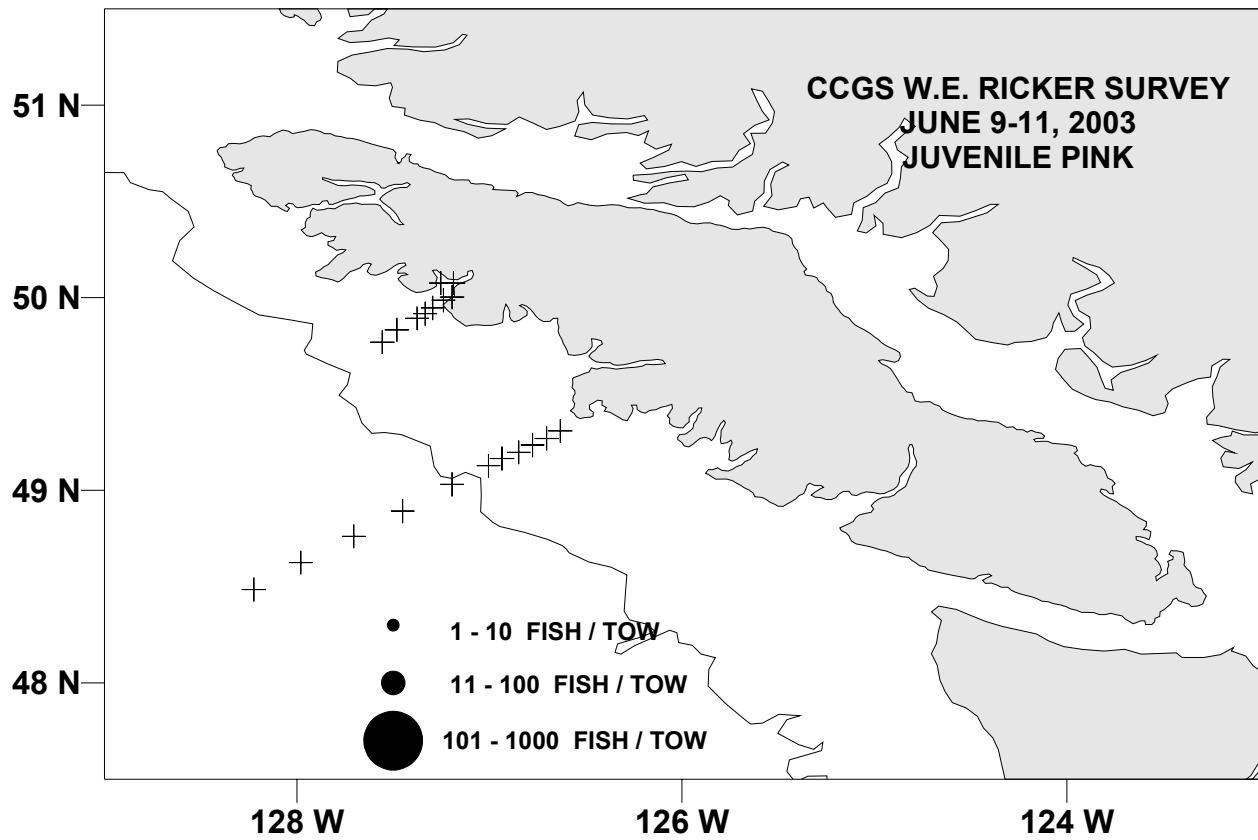 CCGS W.E. RICKER SURVEY
JUNE 9-11, 2003
JUVENILE PINK
51 N
50 N
49 N
48 N
1 - 10 FISH / TOW
11 - 100 FISH / TOW
101 - 1000 FISH / TOW
128 W
126 W
124 W